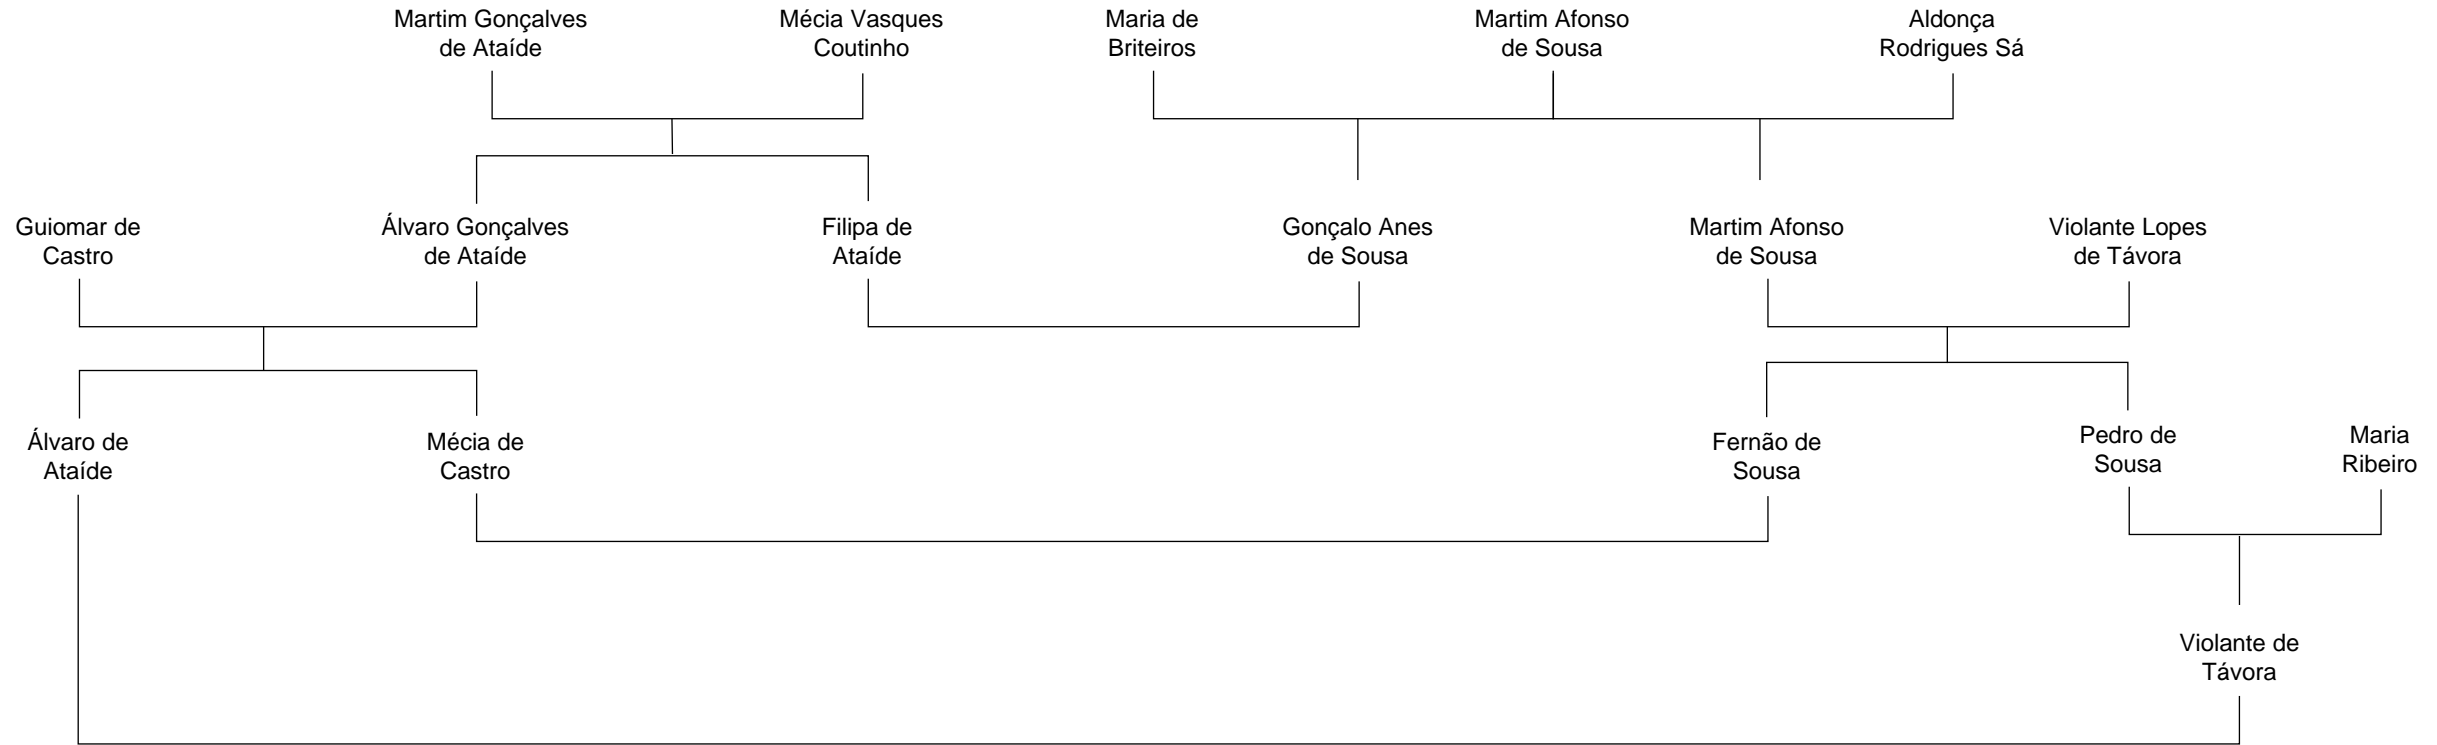 Martim Gonçalves
de Ataíde
Mécia Vasques
Coutinho
Maria de
Briteiros
Martim Afonso
de Sousa
Aldonça
Rodrigues Sá
Guiomar de
Castro
Álvaro Gonçalves
de Ataíde
Filipa de
Ataíde
Gonçalo Anes
de Sousa
Martim Afonso
de Sousa
Violante Lopes
de Távora
Álvaro de
Ataíde
Mécia de
Castro
Fernão de
Sousa
Pedro de
Sousa
Maria
Ribeiro
Violante de
Távora